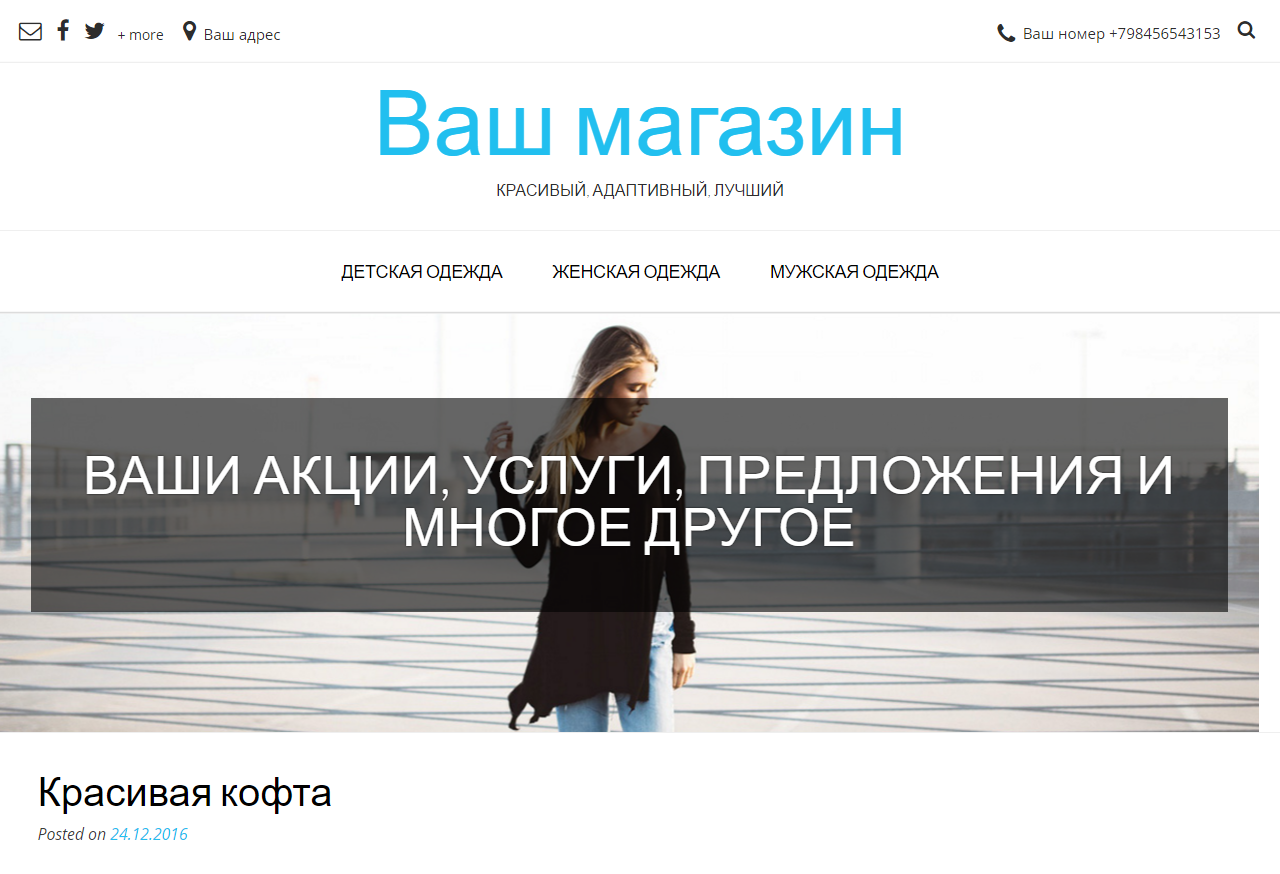 + more Ваш адрес Ваш номер +798456543153
Ваш магазин
КРАСИВЫЙ, АДАПТИВНЫЙ, ЛУЧШИЙ
ДЕТСКАЯ ОДЕЖДА ЖЕНСКАЯ ОДЕЖДА МУЖСКАЯ ОДЕЖДА
ВАШИ АКЦИИ, УСЛУГИ, ПРЕДЛОЖЕНИЯ И
МНОГОЕ ДРУГОЕ
Красивая кофта
Posted on 24.12.2016